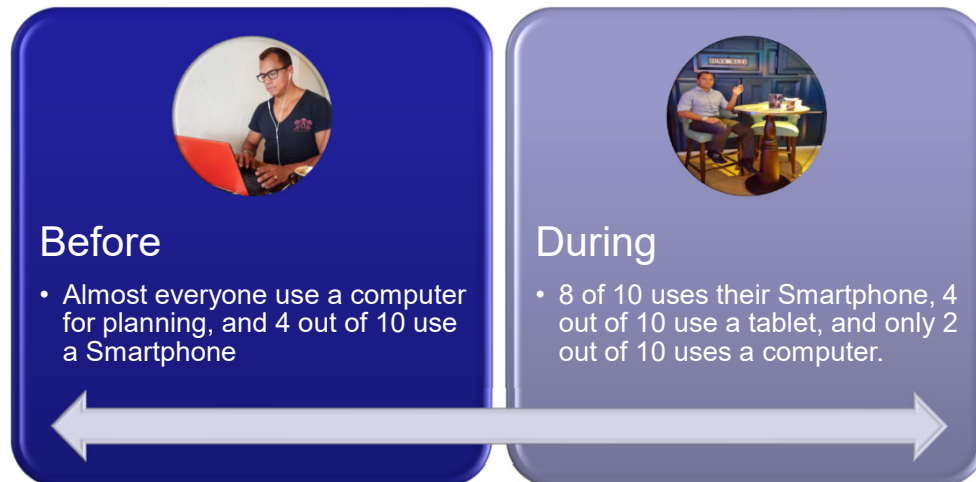 Before
• Almost everyone use a computer
for planning, and 4 out of 10 use
a Smartphone
During
• 8 of 10 uses their Smartphone, 4
out of 10 use a tablet, and only 2
out of 10 uses a computer.